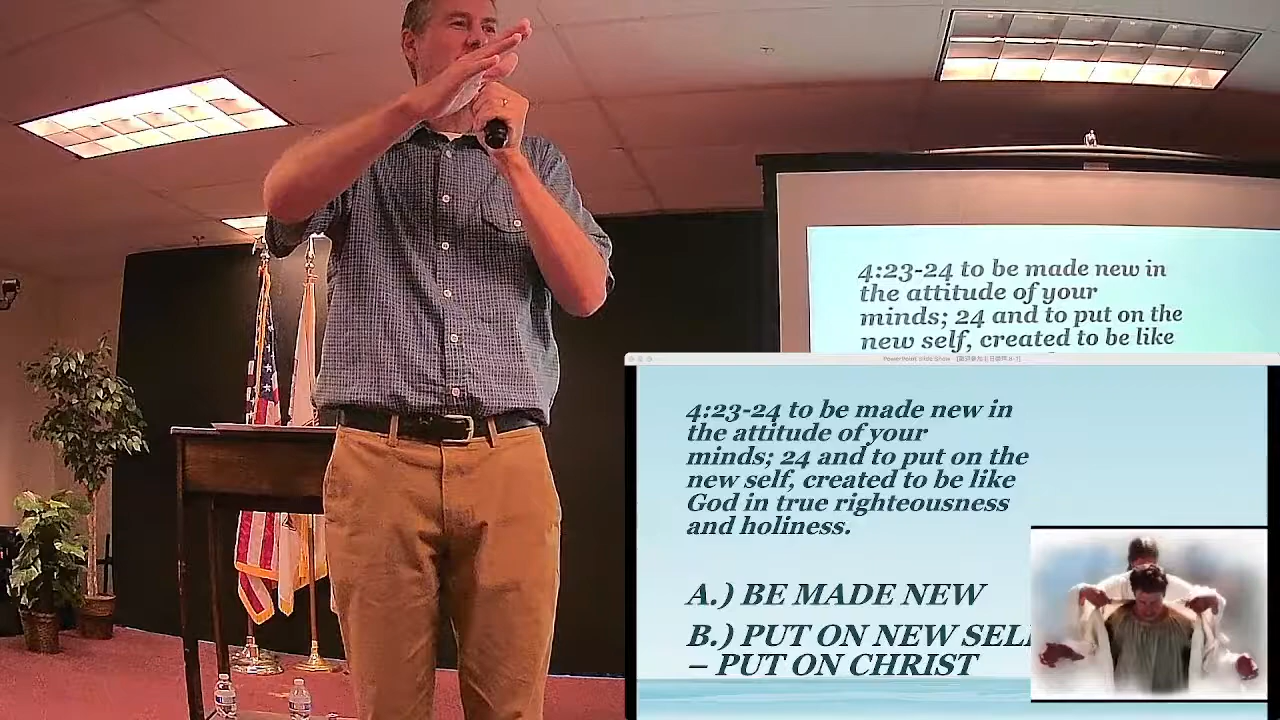 4:23-24 to be made new in
the attitude of your
minds; 24 and to put on the
new self, created to be like
4:23-24 to be made new in
the attitude of your
minds; 24 and to put on the
new self, created to be like
God in true righteousness
and holiness.
A.) BE MADE NEW
B.) PUT ON NEW SEL
– PUT ON CHRIST